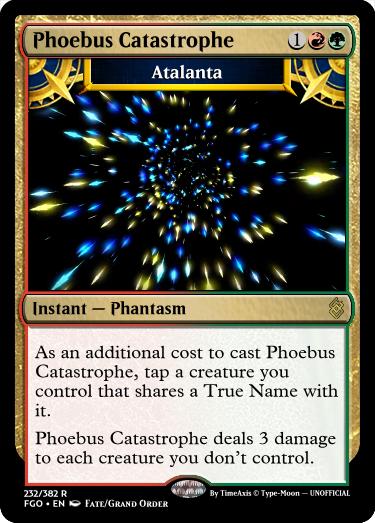 Phoebus Catastrophe 1
Atalanta
Instant — Phantasm
As an additional cost to cast Phoebus
Catastrophe, tap a creature you
control that shares a True Name with
it.
Phoebus Catastrophe deals 3 damage
to each creature you don't control.
232/382 R
FGO • EN Fate/Grand Order
By TimeAxis © Type-Moon — UNOFFICIAL